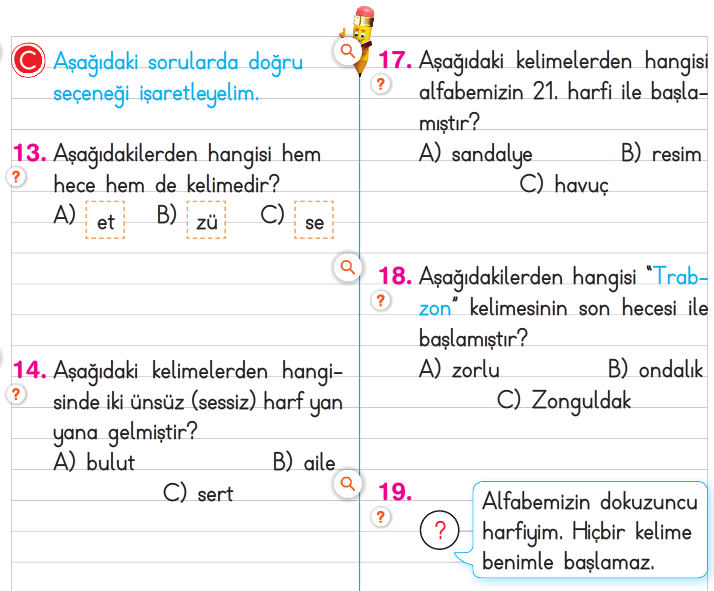 C Aşağıdaki sorularda doğru
seçeneği işaretleyelim.
13. Aşağıdakilerden hangisi hem
? hece hem de kelimedir?
A) et B) zü C) se
14. Aşağıdaki kelimelerden hangi-
? sinde iki ünsüz (sessiz) harf yan
yana gelmiştir?
A) bulut B) aile
C) sert
17. Aşağıdaki kelimelerden hangisi
? alfabemizin 21. harfi ile başla-
mıştır?
A) sandalye B) resim
C) havuç
18. Aşağıdakilerden hangisi "Trab-
? zon" kelimesinin son hecesi ile
başlamıştır?
A) zorlu B) ondalık
C) Zonguldak
19.
?
?
Alfabemizin dokuzuncu
harfiyim. Hiçbir kelime
benimle başlamaz.